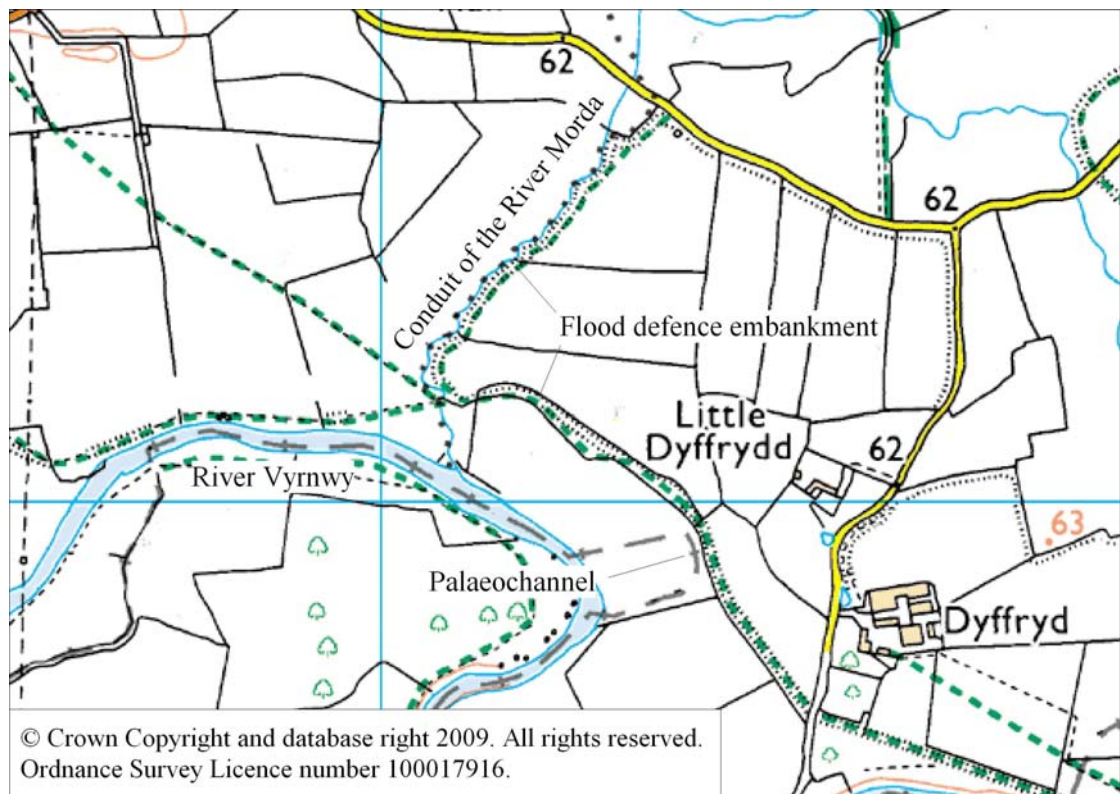 62
Conduit of the River Morda
62
Flood defence embankment
Little
Dyffrydd
62
River Vyrnwy
63
Palaeochannel
Dyffryd
© Crown Copyright and database right 2009. All rights reserved.
Ordnance Survey Licence number 100017916.